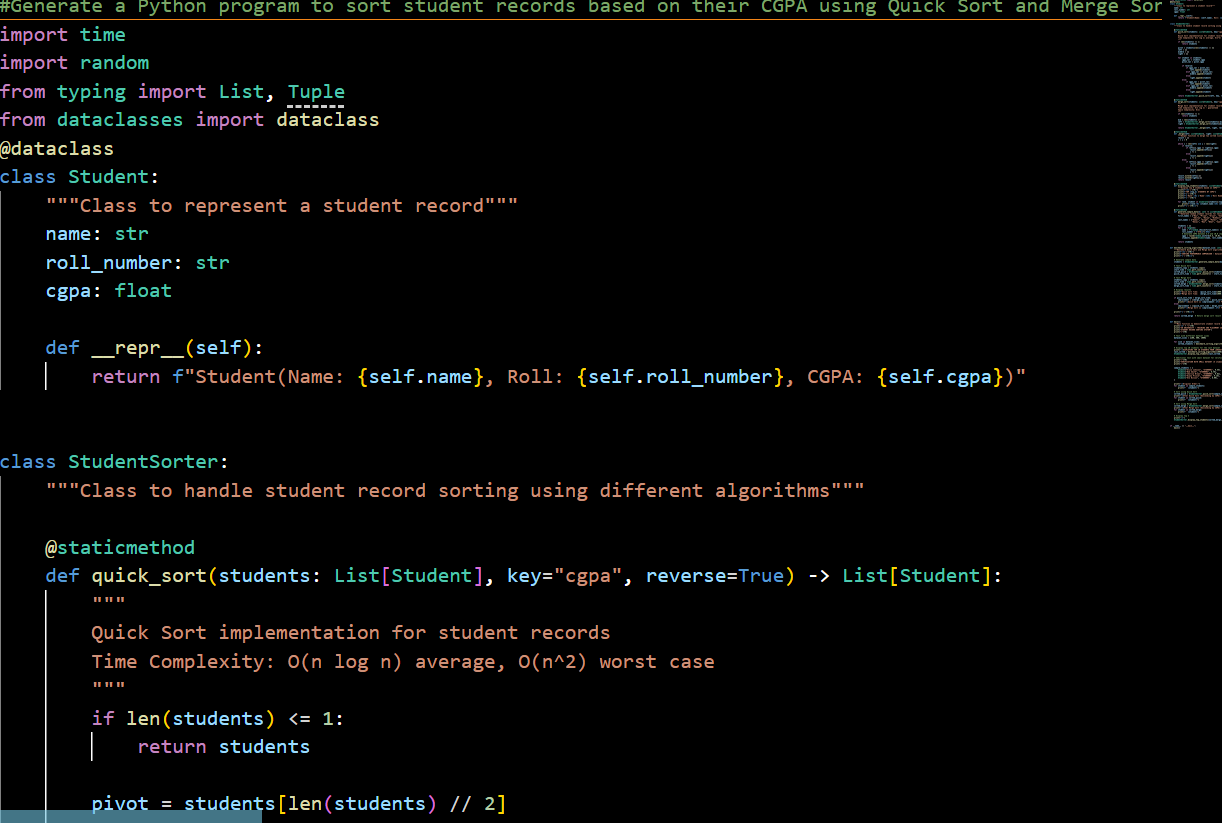 #Generate a Python program to sort student records based on their CGPA using Quick Sort and Merge Sor
import time
import random
from typing import List, Tuple
from dataclasses import dataclass
@dataclass
class Student:
    """Class to represent a student record"""
    name: str
    roll_number: str
    cgpa: float
    def __repr__(self):
        return f"Student(Name: {self.name}, Roll: {self.roll_number}, CGPA: {self.cgpa})"
class StudentSorter:
    """Class to handle student record sorting using different algorithms"""
    @staticmethod
    def quick_sort(students: List[Student], key="cgpa", reverse=True) -> List[Student]:
        """
        Quick Sort implementation for student records
        Time Complexity: O(n log n) average, O(n^2) worst case
        """
        if len(students) <= 1:
            return students
        pivot = students[len(students) // 2]